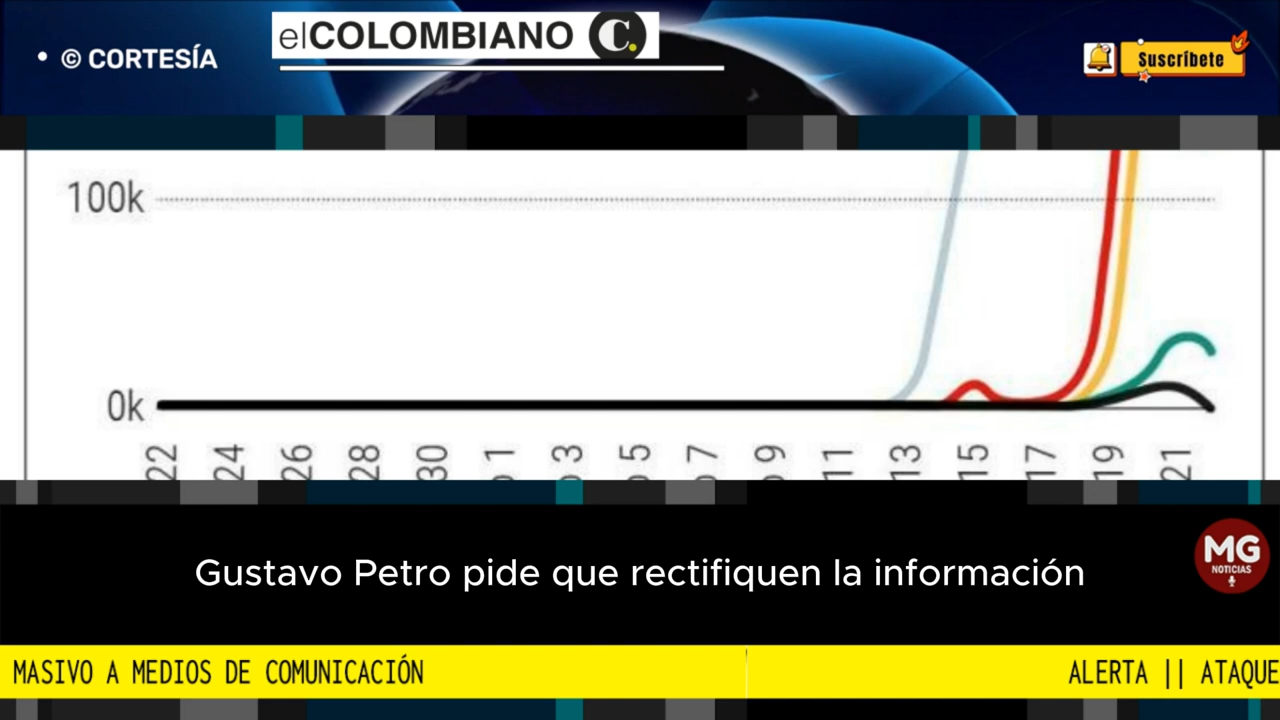 • © CORTESÍA
elCOLOMBIANO C.
Suscríbete
100k
0k
22 24 26 28 30 1 3 5 7 9 11 13 15 17 19 21
Gustavo Petro pide que rectifiquen la información
MG
NOTICIAS
MASIVO A MEDIOS DE COMUNICACIÓN
ALERTA || ATAQUE